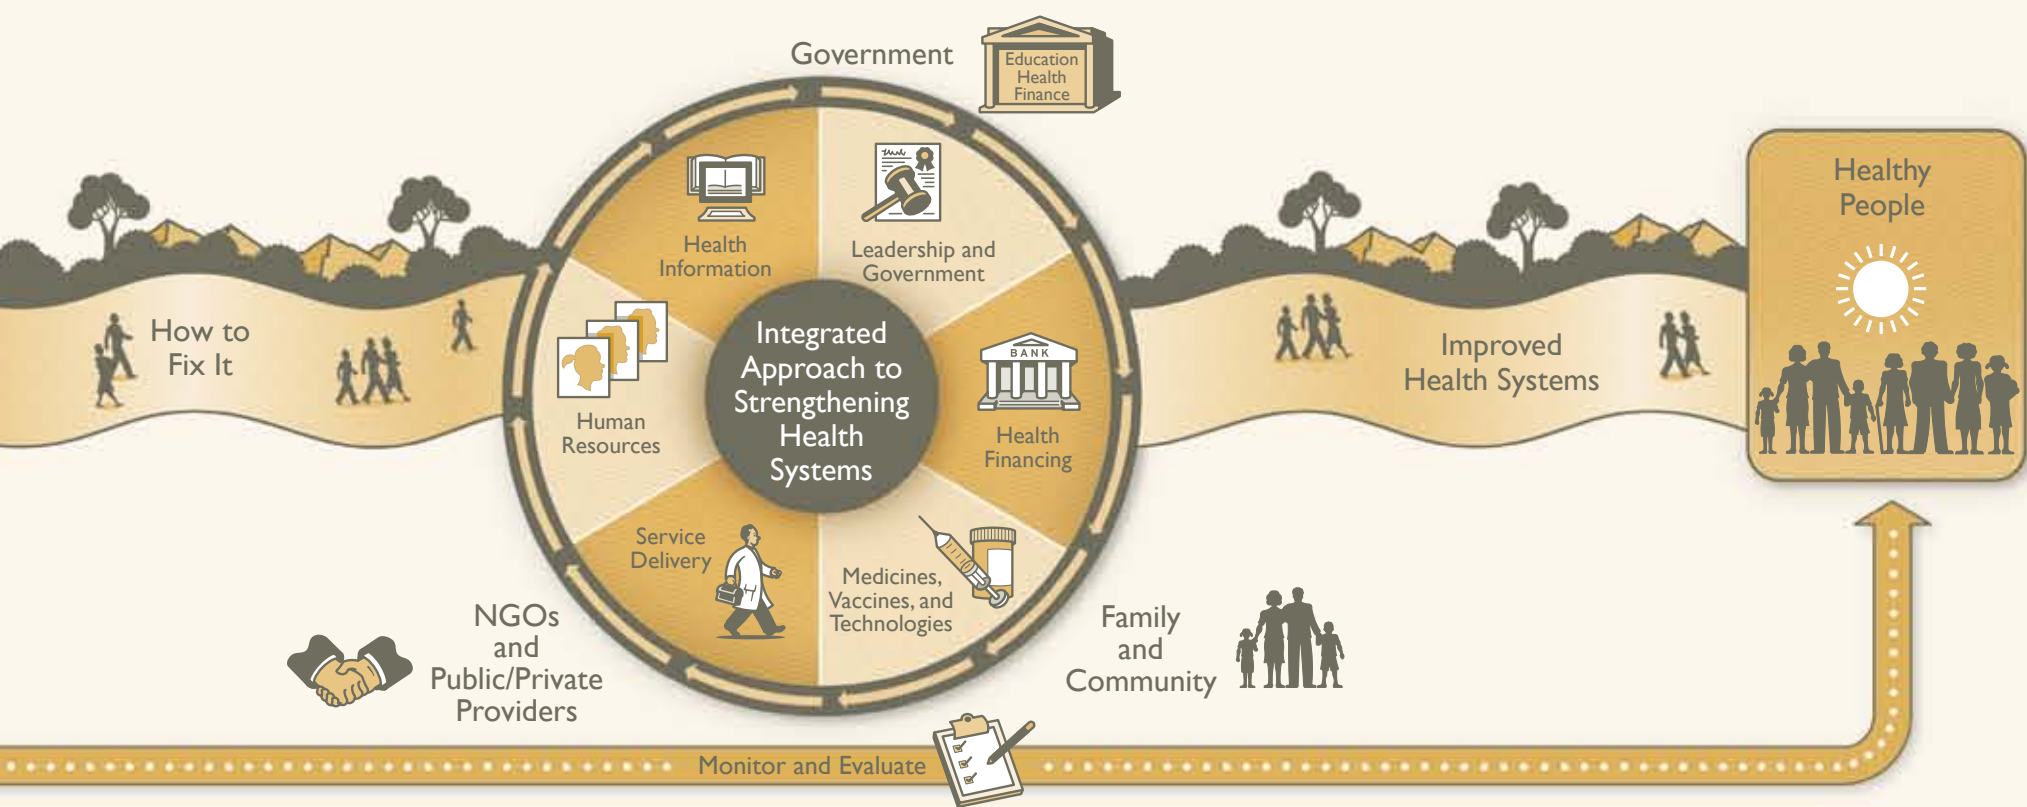 Government
Education
Health
Finance
Health
Information
Leadership and
Government
How to
Fix It
Human
Resources
Integrated
Approach to
Strengthening
Health
Systems
BANK
Health
Financing
Service
Delivery
Medicines,
Vaccines, and
Technologies
Improved
Health Systems
Healthy
People
NGOs
and
Public/Private
Providers
Family
and
Community
Monitor and Evaluate